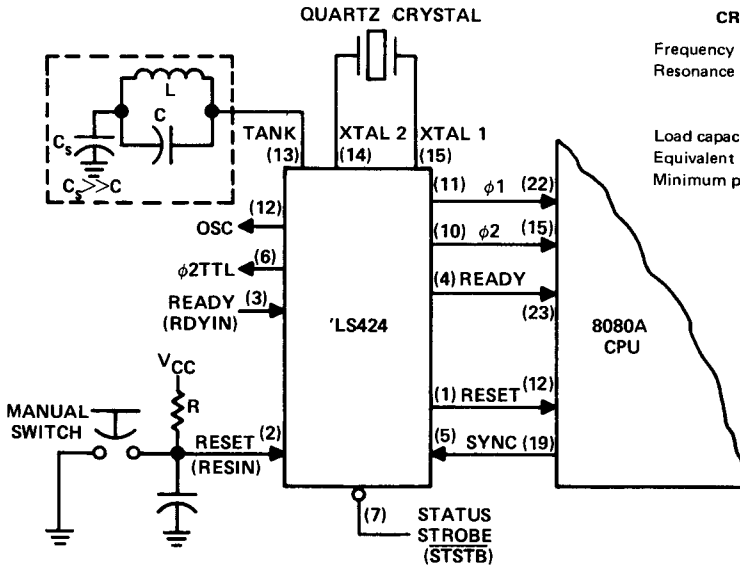 QUARTZ CRYSTAL
CR
Frequency
Resonance
Load capac
Equivalent
Minimum p
L
C
Cs
Cs>>C
TANK
(13)
XTAL 2
(14)
XTAL 1
(15)
(11) ϕ1 (22)
(10) ϕ2 (15)
(4) READY
(23)
(12)
OSC
(6)
ϕ2TTL
READY (3)
(RDYIN)
'LS424
8080A
CPU
VCC
R
MANUAL
SWITCH
RESET (2)
(RESIN)
(1) RESET (12)
(5) SYNC (19)
(7) STATUS
STROBE
(STSTB)